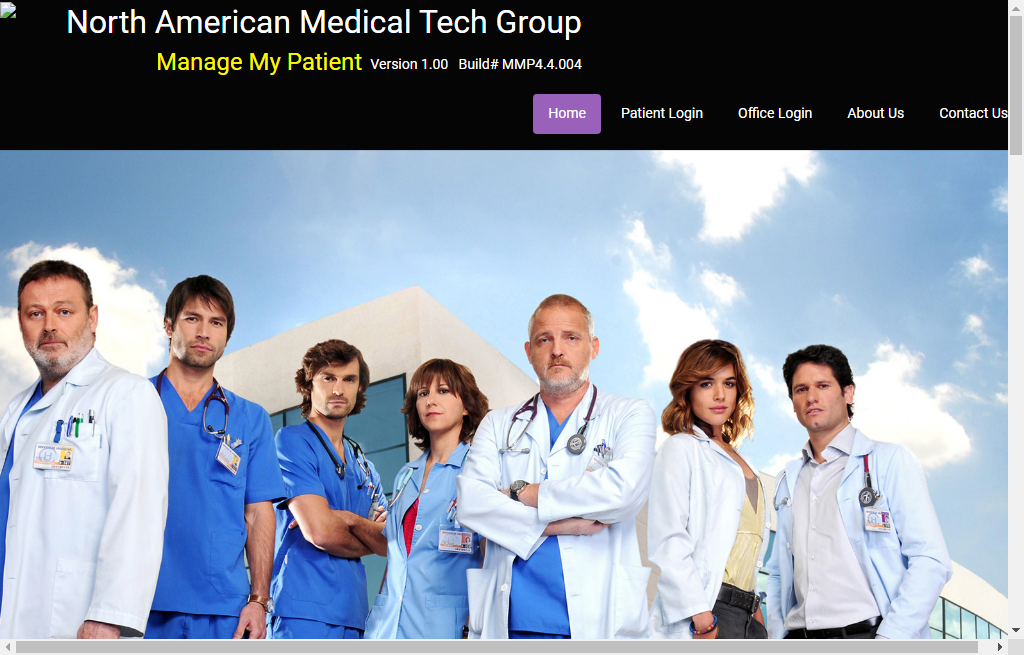 North American Medical Tech Group
Manage My Patient Version 1.00 Build# MMP4.4.004
Home Patient Login Office Login About Us Contact Us